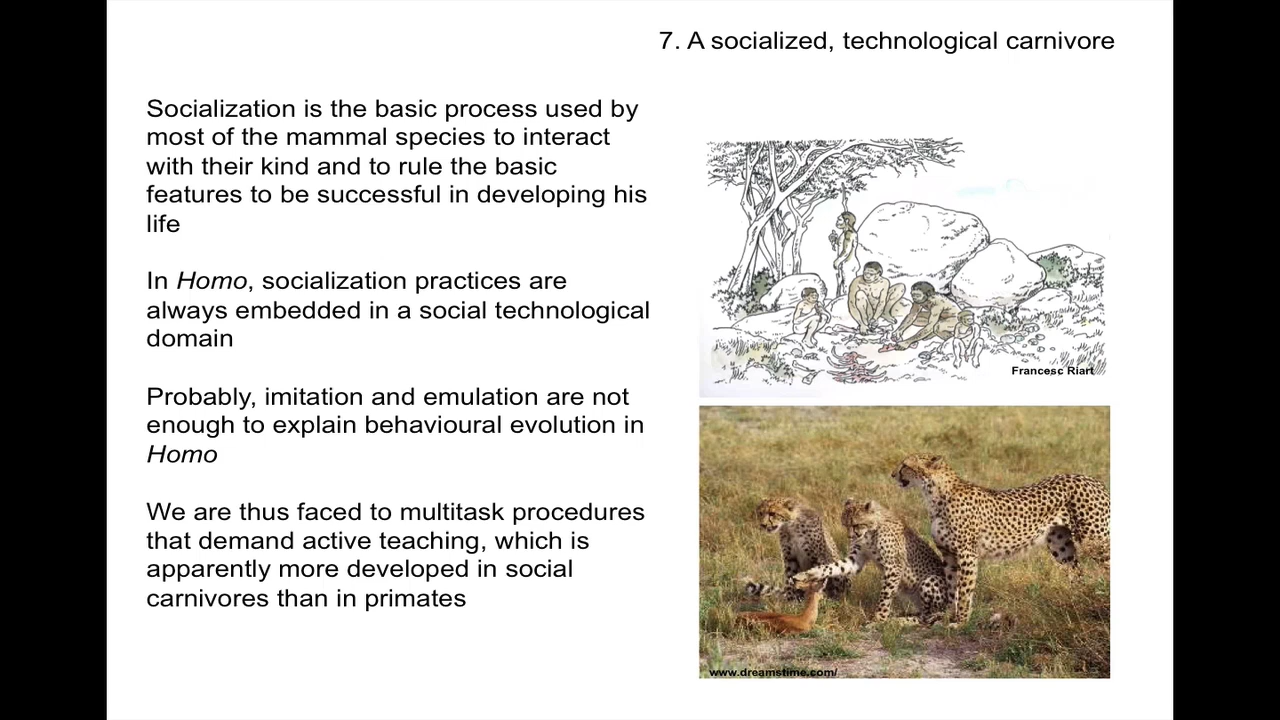 7. A socialized, technological carnivore
Socialization is the basic process used by
most of the mammal species to interact
with their kind and to rule the basic
features to be successful in developing his
life
In Homo, socialization practices are
always embedded in a social technological
domain
Probably, imitation and emulation are not
enough to explain behavioural evolution in
Homo
We are thus faced to multitask procedures
that demand active teaching, which is
apparently more developed in social
carnivores than in primates
Francesc Riart
www.dreamstime.com/